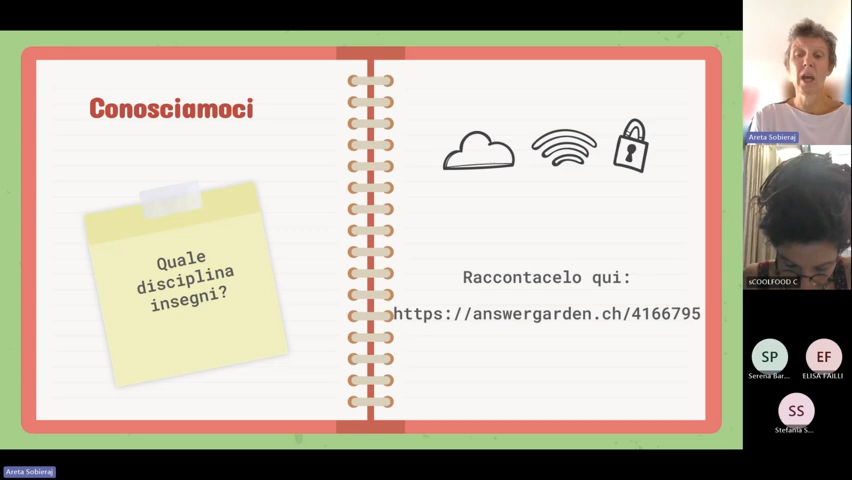 Conosciamoci
Quale
disciplina
insegni?
Raccontacelo qui:
https://answergarden.ch/4166795
Areta Sobieraj
sCOOLFOOD C
SP
Serena Bar...
EF
ELISA FAILLI
SS
Stefania S...
Areta Sobieraj